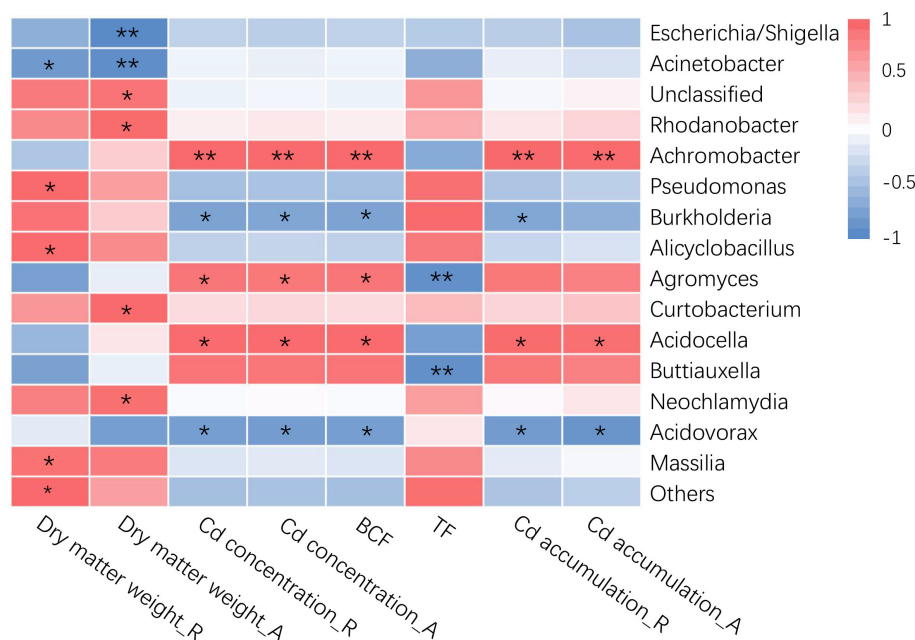 ** Escherichia/Shigella
* ** Acinetobacter
* Unclassified
* Rhodanobacter
** ** ** ** ** Achromobacter
* Pseudomonas
* * * * Burkholderia
* Alicyclobacillus
* * * ** Agromyces
* Curtobacterium
* * * * * Acidocella
** Buttiauxella
* Neochlamydia
* * * * * Acidovorax
* Massilia
* Others
1
0.5
0
-0.5
-1
Dry matter weight_R
Dry matter weight_A
Cd concentration_R
Cd concentration_A
BCF
TF
Cd accumulation_R
Cd accumulation_A